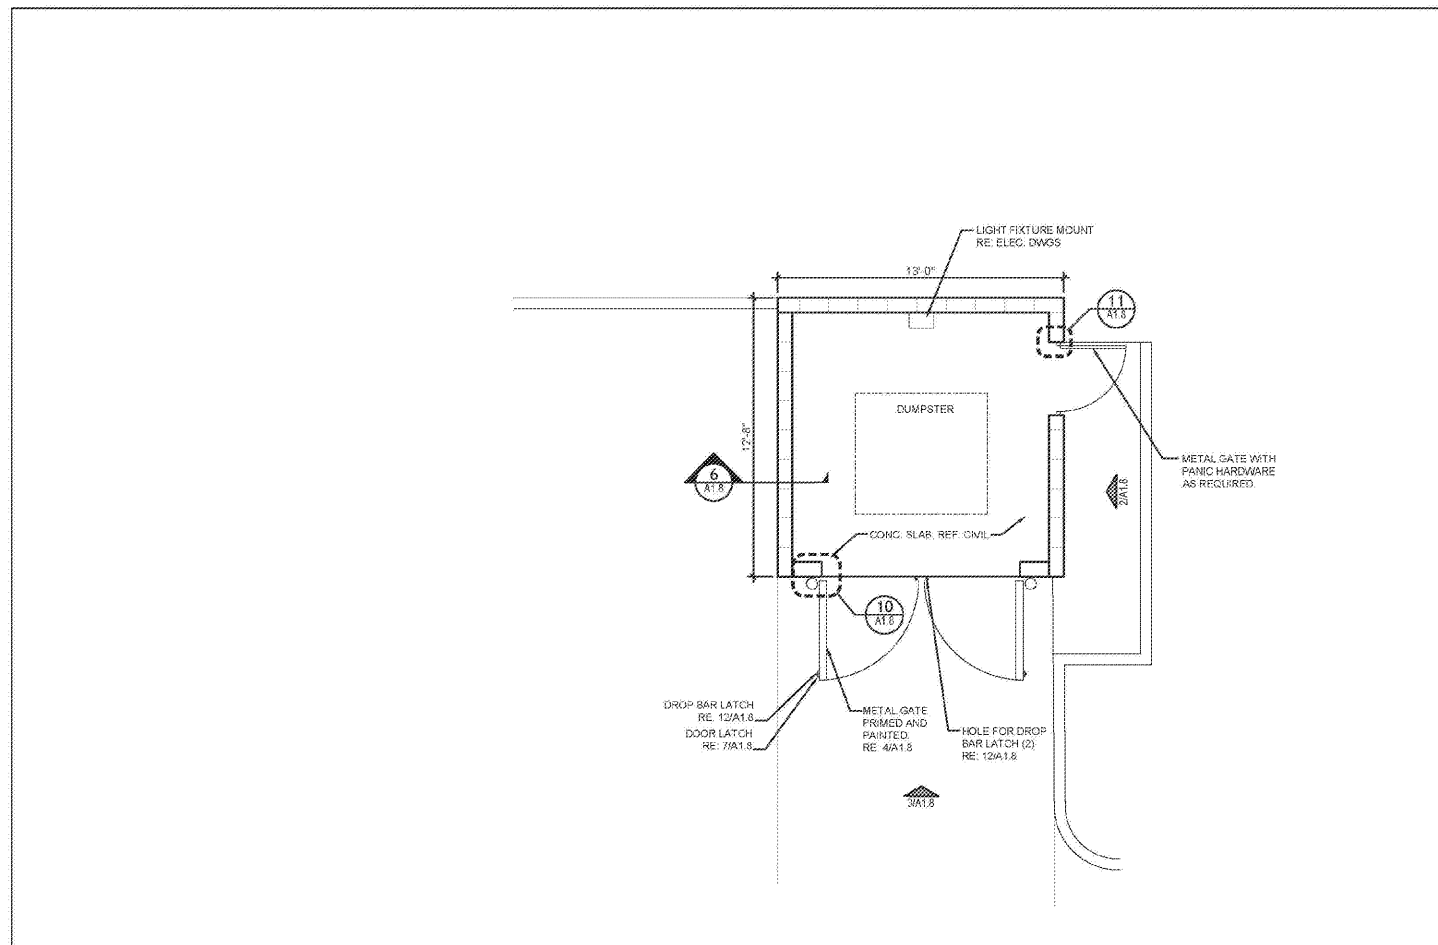 LIGHT FIXTURE MOUNT
RE: ELEC. DWGS
13'-0"
11
A1.8
DUMPSTER
12'-8"
METAL GATE WITH
PANIC HARDWARE
AS REQUIRED.
6
A1.8
2/A1.8
CONC. SLAB, REF. CIVIL
10
A1.8
DROP BAR LATCH
RE: 12/A1.8
DOOR LATCH
RE: 7/A1.8
METAL GATE
PRIMED AND
PAINTED.
RE: 4/A1.8
HOLE FOR DROP
BAR LATCH (2)
RE: 12/A1.8
3/A1.8